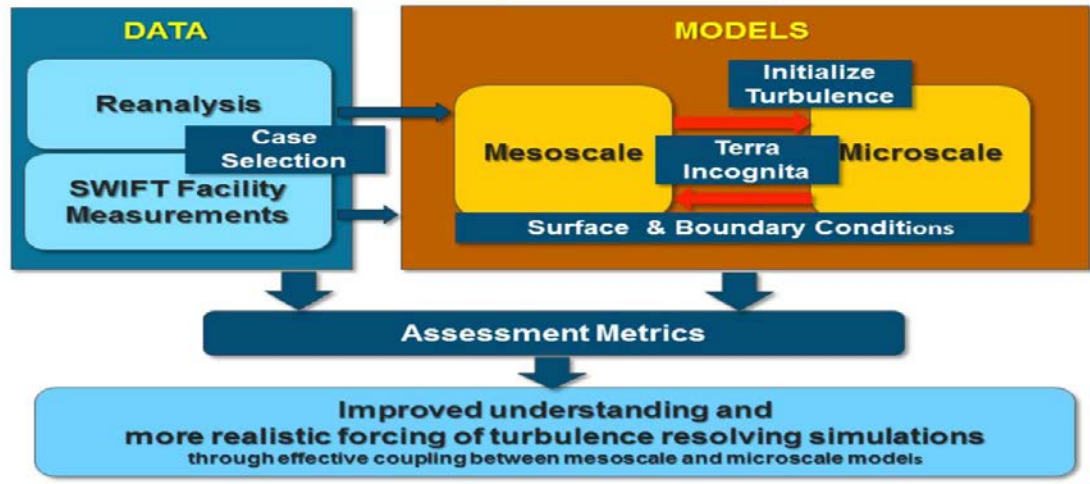 DATA
Reanalysis
Case
Selection
SWIFT Facility
Measurements
MODELS
Initialize
Turbulence
Mesoscale
Terra
Incognita
Microscale
Surface & Boundary Conditions
Assessment Metrics
Improved understanding and
more realistic forcing of turbulence resolving simulations
through effective coupling between mesoscale and microscale models